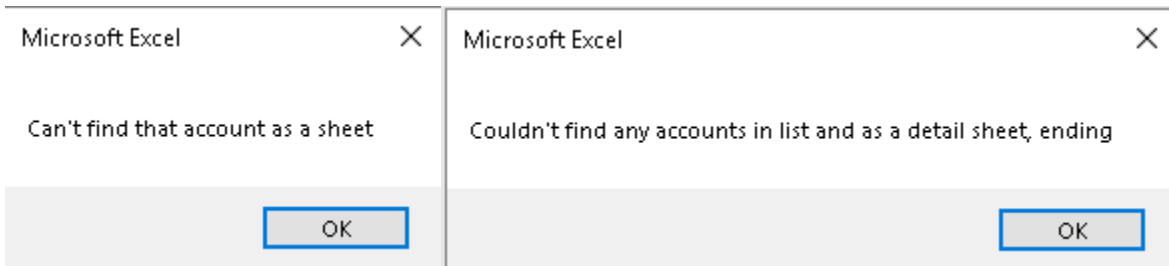 Microsoft Excel
Can't find that account as a sheet
OK
Microsoft Excel
Couldn't find any accounts in list and as a detail sheet, ending
OK